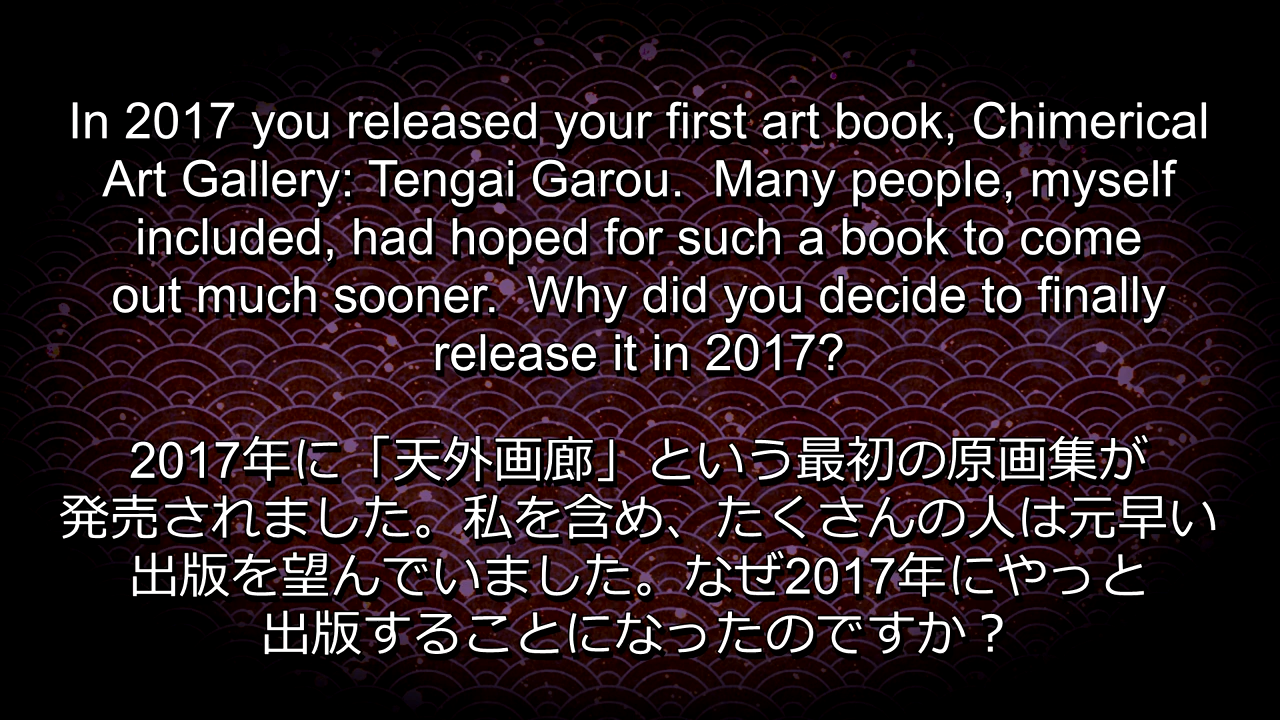 In 2017 you released your first art book, Chimerical
Art Gallery: Tengai Garou.  Many people, myself
included, had hoped for such a book to come
out much sooner.  Why did you decide to finally
release it in 2017?
2017年に「天外画廊」という最初の原画集が
発売されました。私を含め、たくさんの人は元早い
出版を望んでいました。なぜ2017年にやっと
出版することになったのですか？